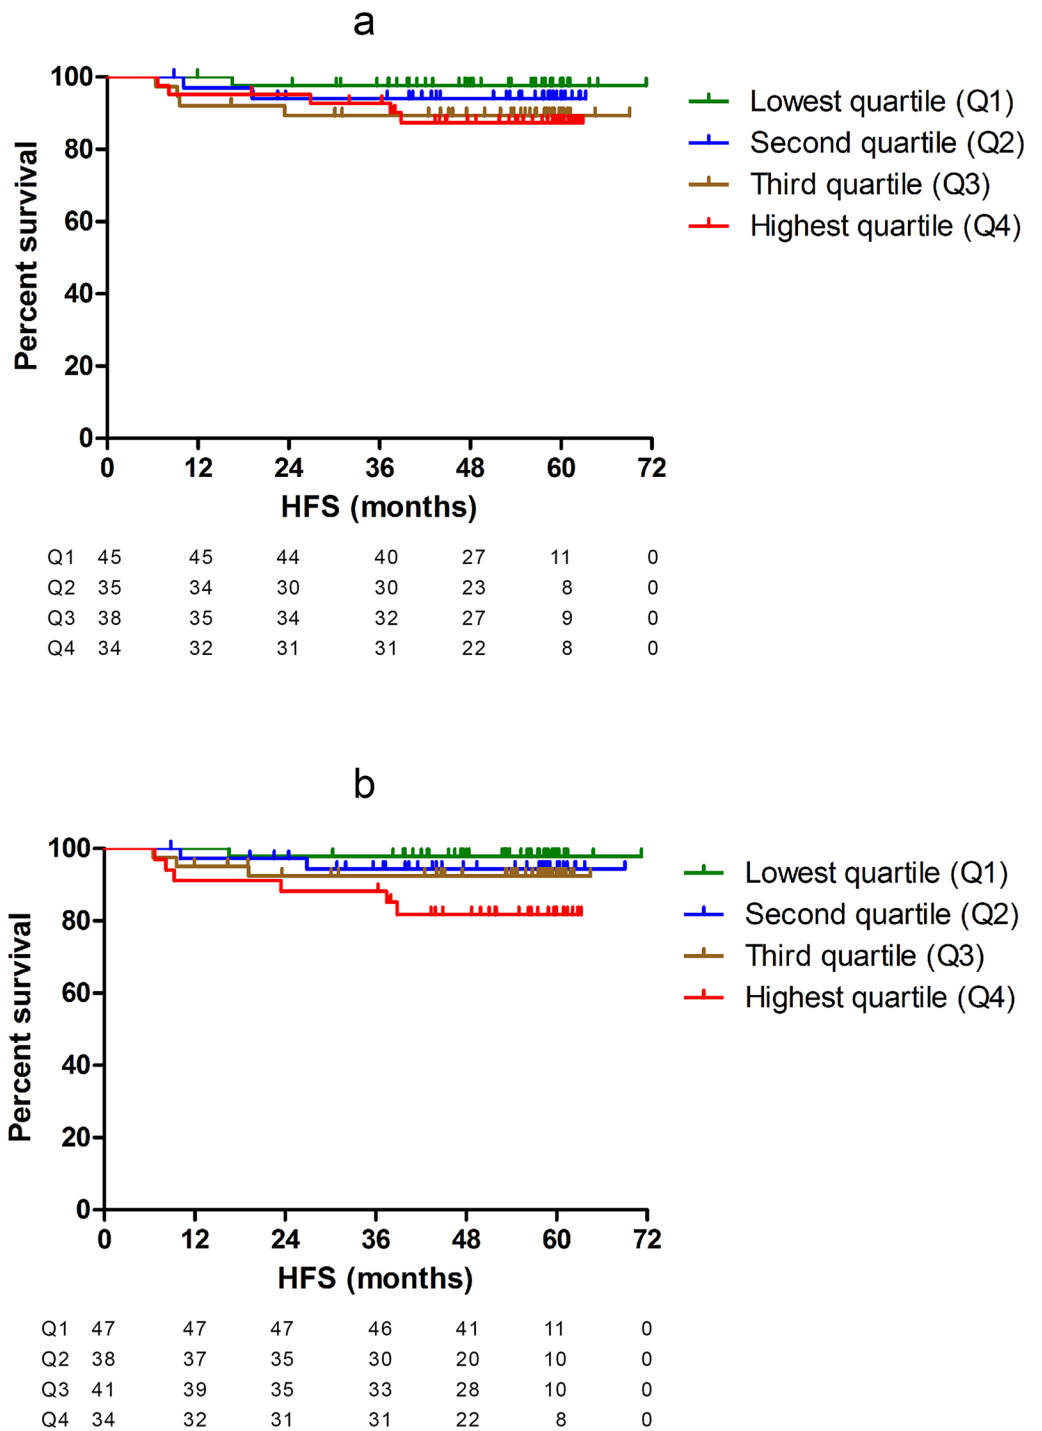 a
100
80
60
40
20
0
Percent survival
0 12 24 36 48 60 72
HFS (months)
Lowest quartile (Q1)
Second quartile (Q2)
Third quartile (Q3)
Highest quartile (Q4)
Q1 45 45 44 40 27 11 0
Q2 35 34 30 30 23 8 0
Q3 38 35 34 32 27 9 0
Q4 34 32 31 31 22 8 0
b
100
80
60
40
20
0
Percent survival
0 12 24 36 48 60 72
HFS (months)
Lowest quartile (Q1)
Second quartile (Q2)
Third quartile (Q3)
Highest quartile (Q4)
Q1 47 47 47 46 41 11 0
Q2 38 37 35 30 20 10 0
Q3 41 39 35 33 28 10 0
Q4 34 32 31 31 22 8 0